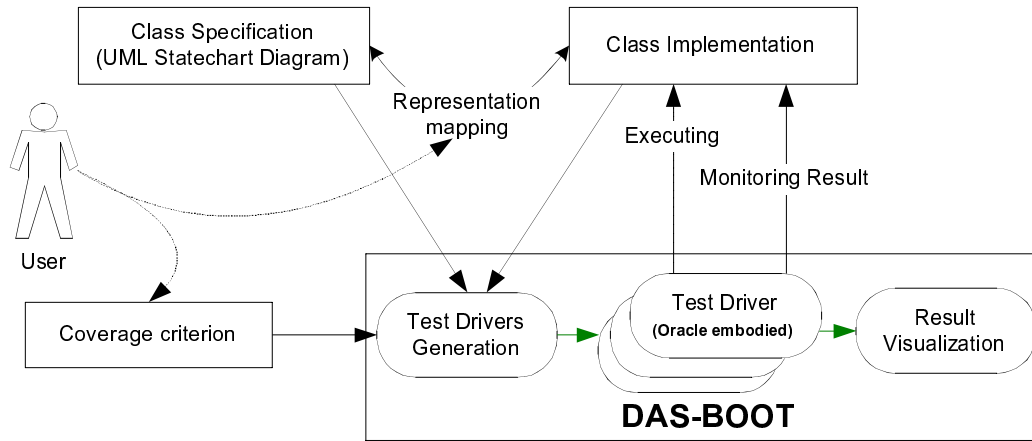 Class Specification
(UML Statechart Diagram)
Class Implementation
Representation
mapping
Executing
Monitoring Result
User
Coverage criterion
Test Drivers
Generation
Test Driver
(Oracle embodied)
Result
Visualization
DAS-BOOT